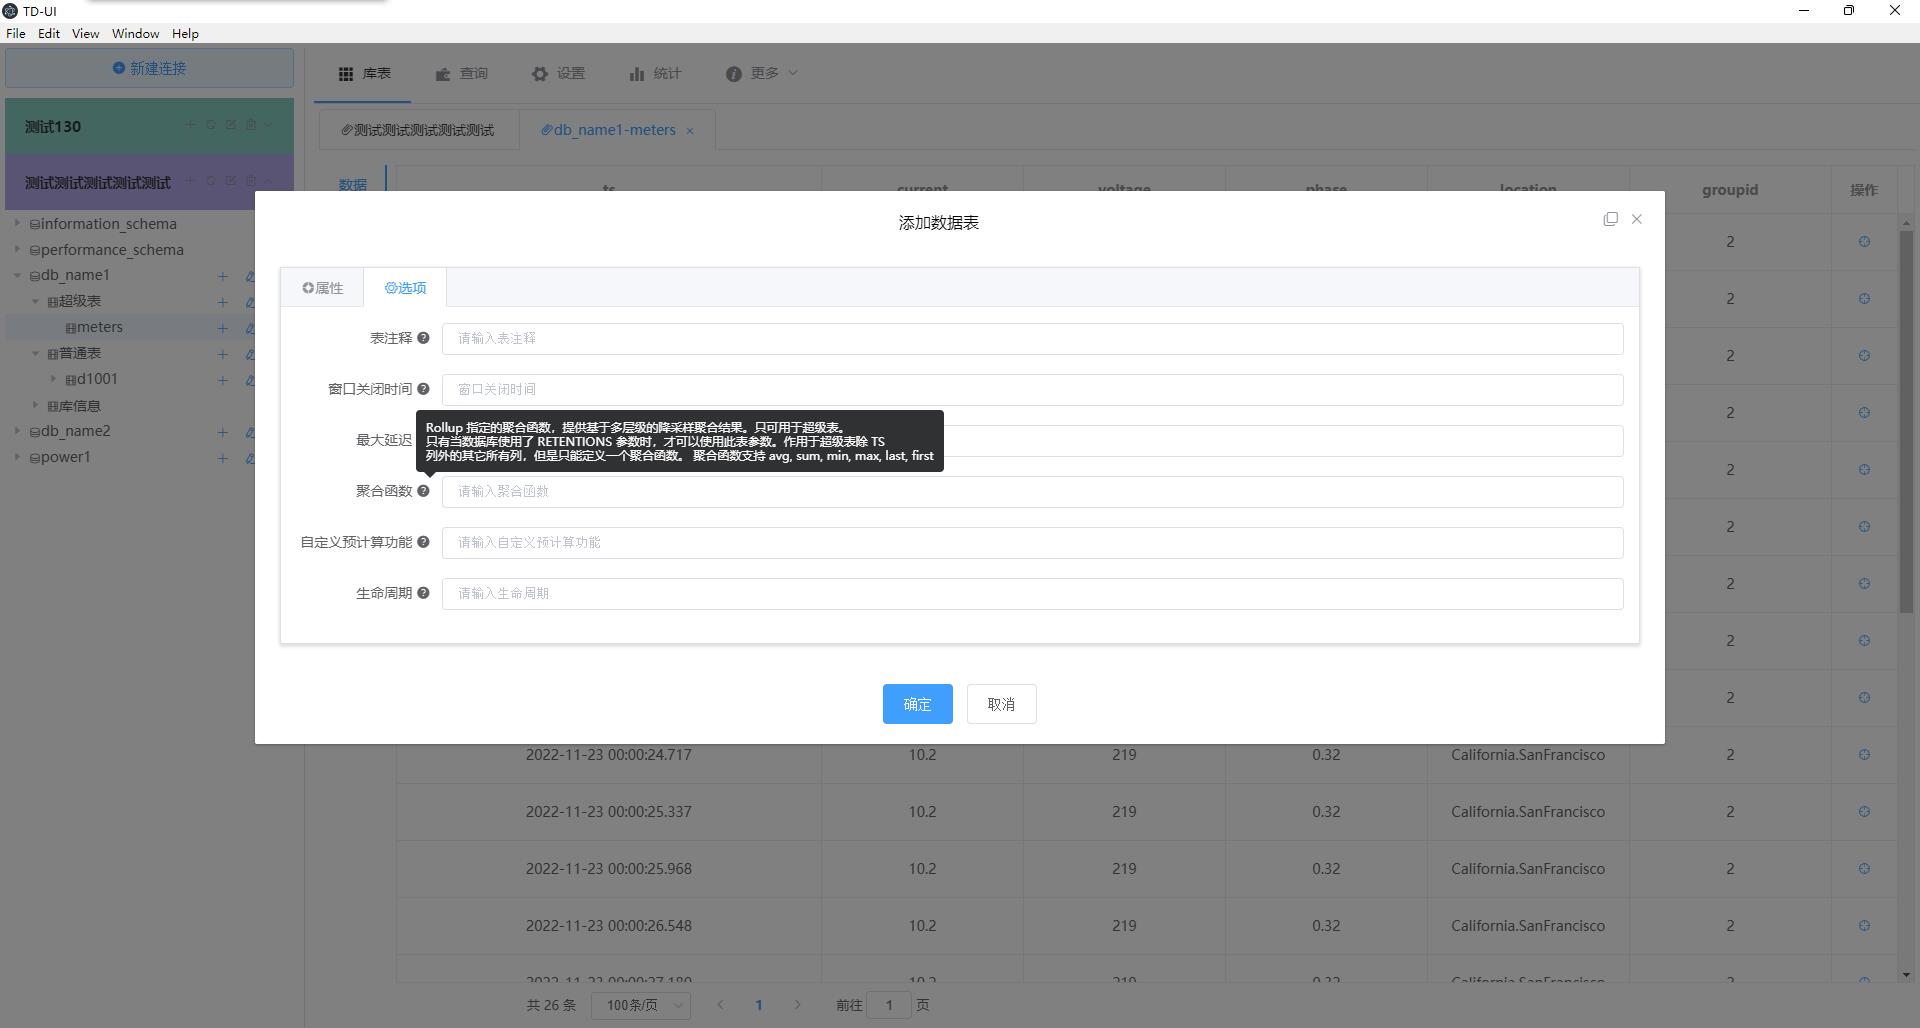 TD-UI
File Edit View Window Help
新建连接
库表 查询 设置 统计 更多
测试130
测试测试测试测试测试 db_name1-meters
测试测试测试测试测试
数据
ts current voltage phase location groupid 操作
information_schema
performance_schema
db_name1
超级表
meters
普通表
d1001
库信息
db_name2
power1
添加数据表
属性 选项
表注释 请输入表注释
窗口关闭时间 窗口关闭时间
最大延迟
Rollup 指定的聚合函数，提供基于多层级的降采样聚合结果。只可用于超级表。
只有当数据库使用了 RETENTIONS 参数时，才可以使用此表参数。作用于超级表除 TS
列外的其它所有列，但是只能定义一个聚合函数。 聚合函数支持 avg, sum, min, max, last, first
聚合函数 请输入聚合函数
自定义预计算功能 请输入自定义预计算功能
生命周期 请输入生命周期
确定 取消
2
2
2
2
2
2
2
2
2
2022-11-23 00:00:24.717 10.2 219 0.32 California.SanFrancisco 2
2022-11-23 00:00:25.337 10.2 219 0.32 California.SanFrancisco 2
2022-11-23 00:00:25.968 10.2 219 0.32 California.SanFrancisco 2
2022-11-23 00:00:26.548 10.2 219 0.32 California.SanFrancisco 2
2022-11-23 00:00:27.189 10.2 219 0.32 California.SanFrancisco 2
共 26 条 100条/页 1 前往 1 页